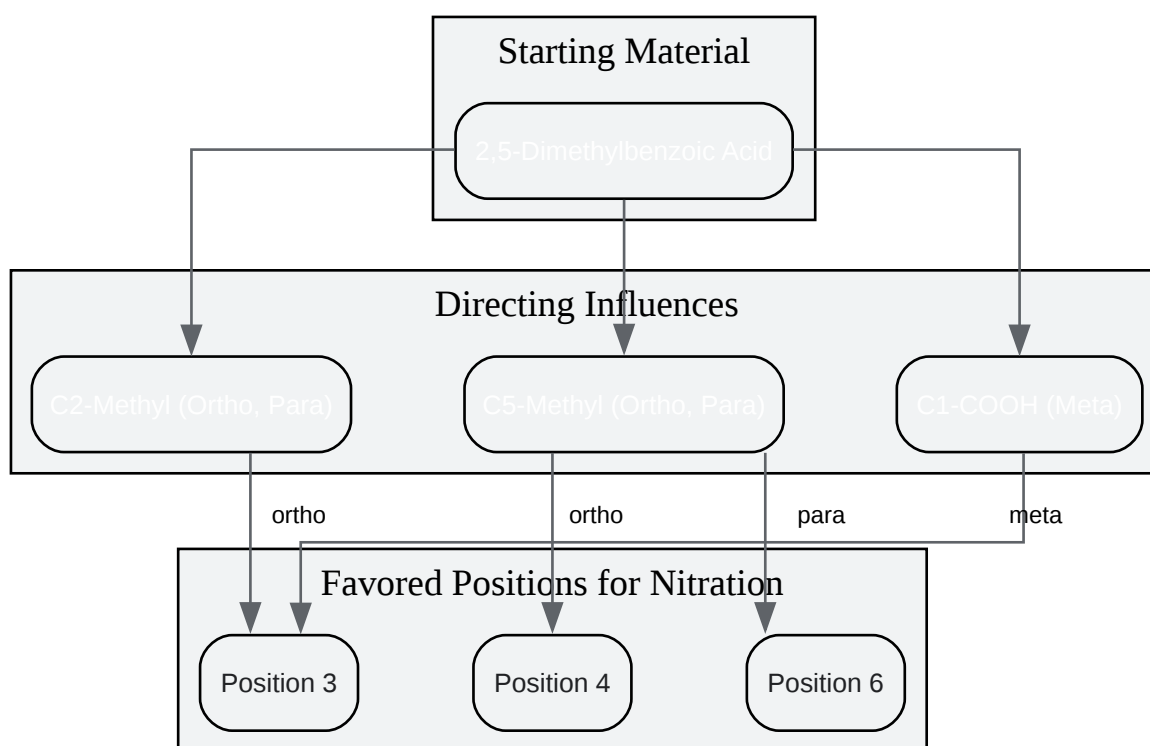 Starting Material
2,5-Dimethylbenzoic Acid
Directing Influences
C2-Methyl (Ortho, Para)
C5-Methyl (Ortho, Para)
C1-COOH (Meta)
ortho
ortho
para
meta
Favored Positions for Nitration
Position 3
Position 4
Position 6